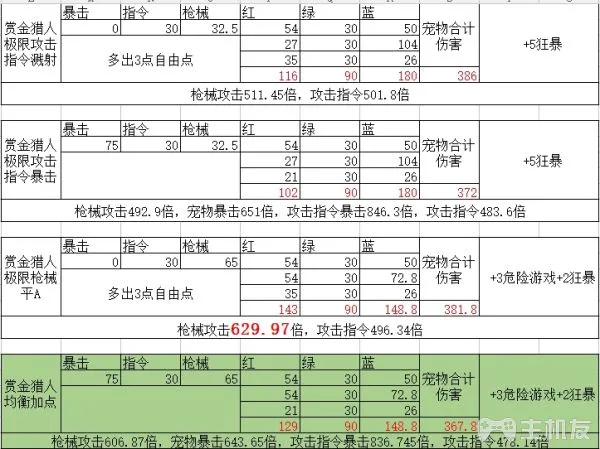 赏金猎人极限攻击指令溅射 暴击 指令 枪械 红 绿 蓝 宠物合计伤害 +5狂暴
0 30 32.5 54 30 50
多出3点自由点 27 30 104
35 30 26
116 90 180 386
枪械攻击511.45倍，攻击指令501.8倍
赏金猎人极限攻击指令暴击 暴击 指令 枪械 红 绿 蓝 宠物合计伤害 +5狂暴
75 30 32.5 54 30 50
27 30 104
21 30 26
102 90 180 372
枪械攻击492.9倍，宠物暴击651倍，攻击指令暴击846.3倍，攻击指令483.6倍
赏金猎人极限枪械平A 暴击 指令 枪械 红 绿 蓝 宠物合计伤害 +3危险游戏+2狂暴
0 30 65 54 30 50
多出3点自由点 54 30 72.8
35 30 26
143 90 148.8 381.8
枪械攻击629.97倍，攻击指令496.34倍
赏金猎人均衡加点 暴击 指令 枪械 红 绿 蓝 宠物合计伤害 +3危险游戏+2狂暴
75 30 65 54 30 50
54 30 72.8
21 30 26
129 90 148.8 367.8
枪械攻击606.87倍，宠物暴击643.65倍，攻击指令暴击836.745倍，攻击指令478.14倍
主机友